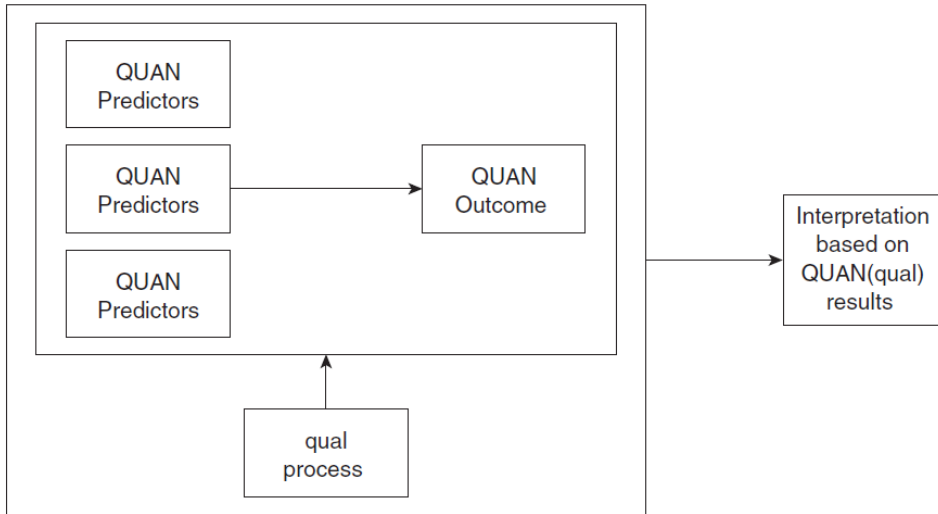 QUAN
Predictors
QUAN
Predictors
QUAN
Outcome
QUAN
Predictors
qual
process
Interpretation
based on
QUAN(qual)
results